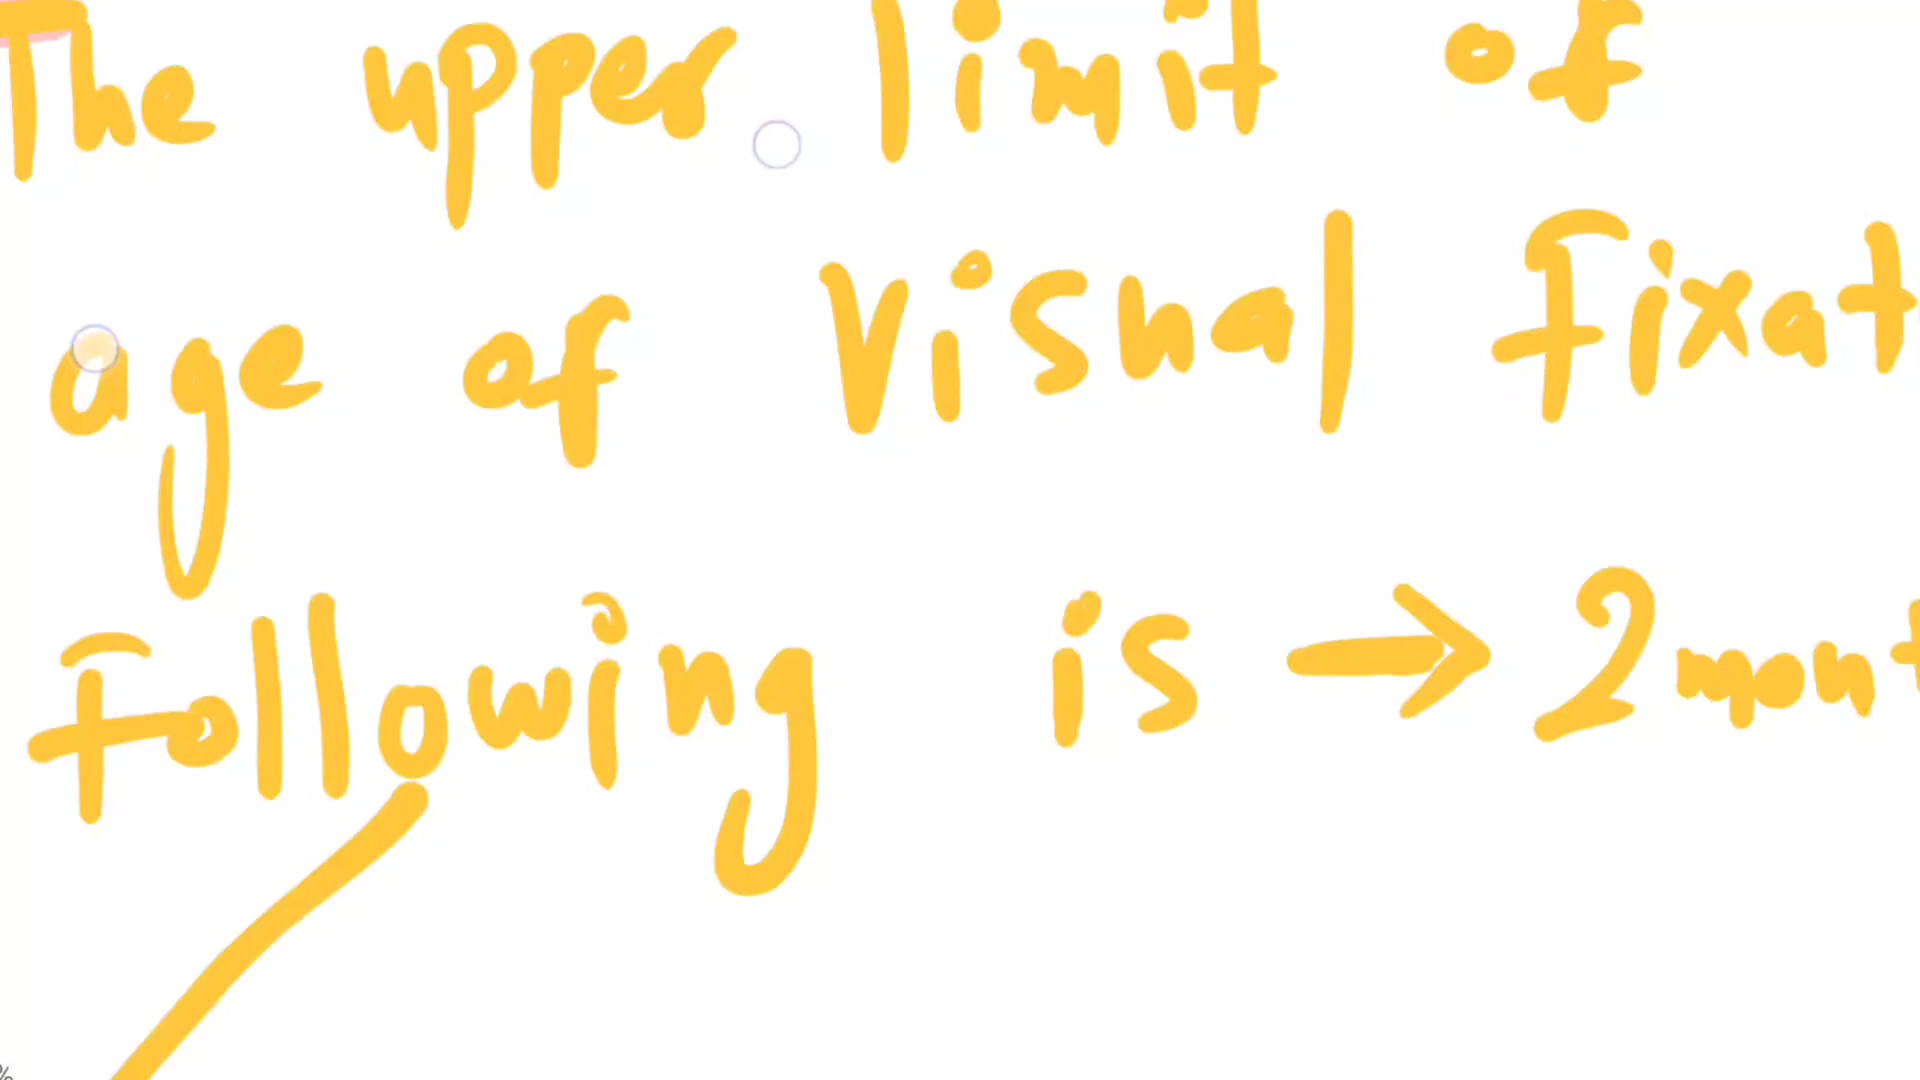 The upper limit of
age of Visual Fixat
Following is → 2 mont
%